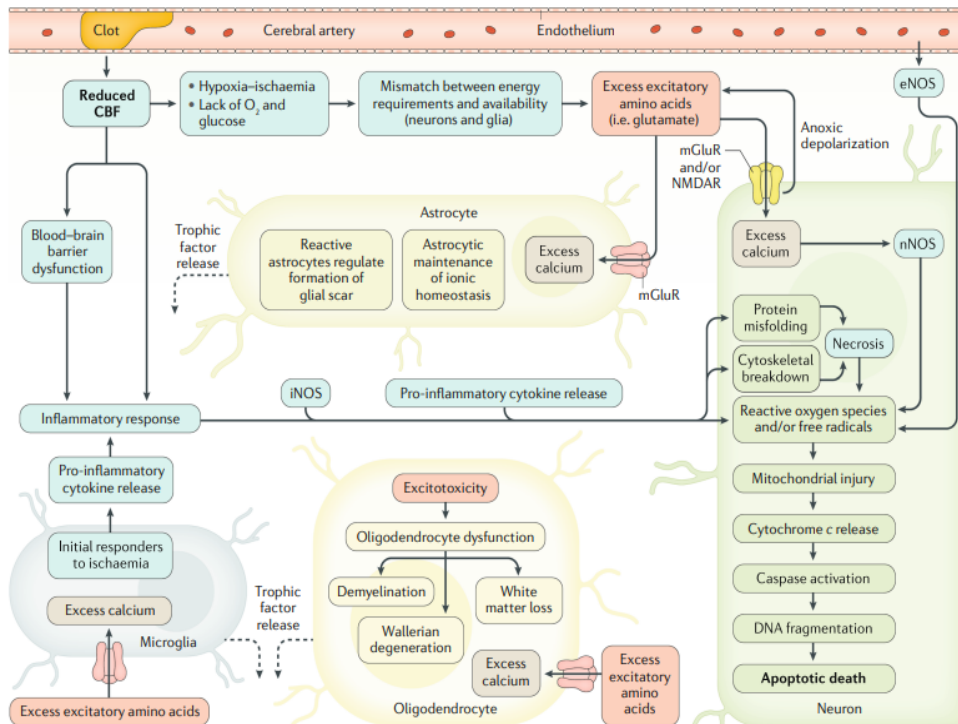 Clot
Cerebral artery
Endothelium
Reduced
CBF
• Hypoxia–ischaemia
• Lack of O₂ and
glucose
Mismatch between energy
requirements and availability
(neurons and glia)
Excess excitatory
amino acids
(i.e. glutamate)
eNOS
Anoxic
depolarization
mGluR
and/or
NMDAR
Blood–brain
barrier
dysfunction
Trophic
factor
release
Astrocyte
Reactive
astrocytes regulate
formation of
glial scar
Astrocytic
maintenance
of ionic
homeostasis
Excess
calcium
mGluR
Excess
calcium
nNOS
Protein
misfolding
Necrosis
Cytoskeletal
breakdown
Inflammatory response
iNOS
Pro-inflammatory cytokine release
Reactive oxygen species
and/or free radicals
Pro-inflammatory
cytokine release
Initial responders
to ischaemia
Excess calcium
Microglia
Excess excitatory amino acids
Trophic
factor
release
Excitotoxicity
Oligodendrocyte dysfunction
Demyelination
White
matter loss
Wallerian
degeneration
Excess
calcium
Excess
excitatory
amino
acids
Oligodendrocyte
Mitochondrial injury
Cytochrome c release
Caspase activation
DNA fragmentation
Apoptotic death
Neuron